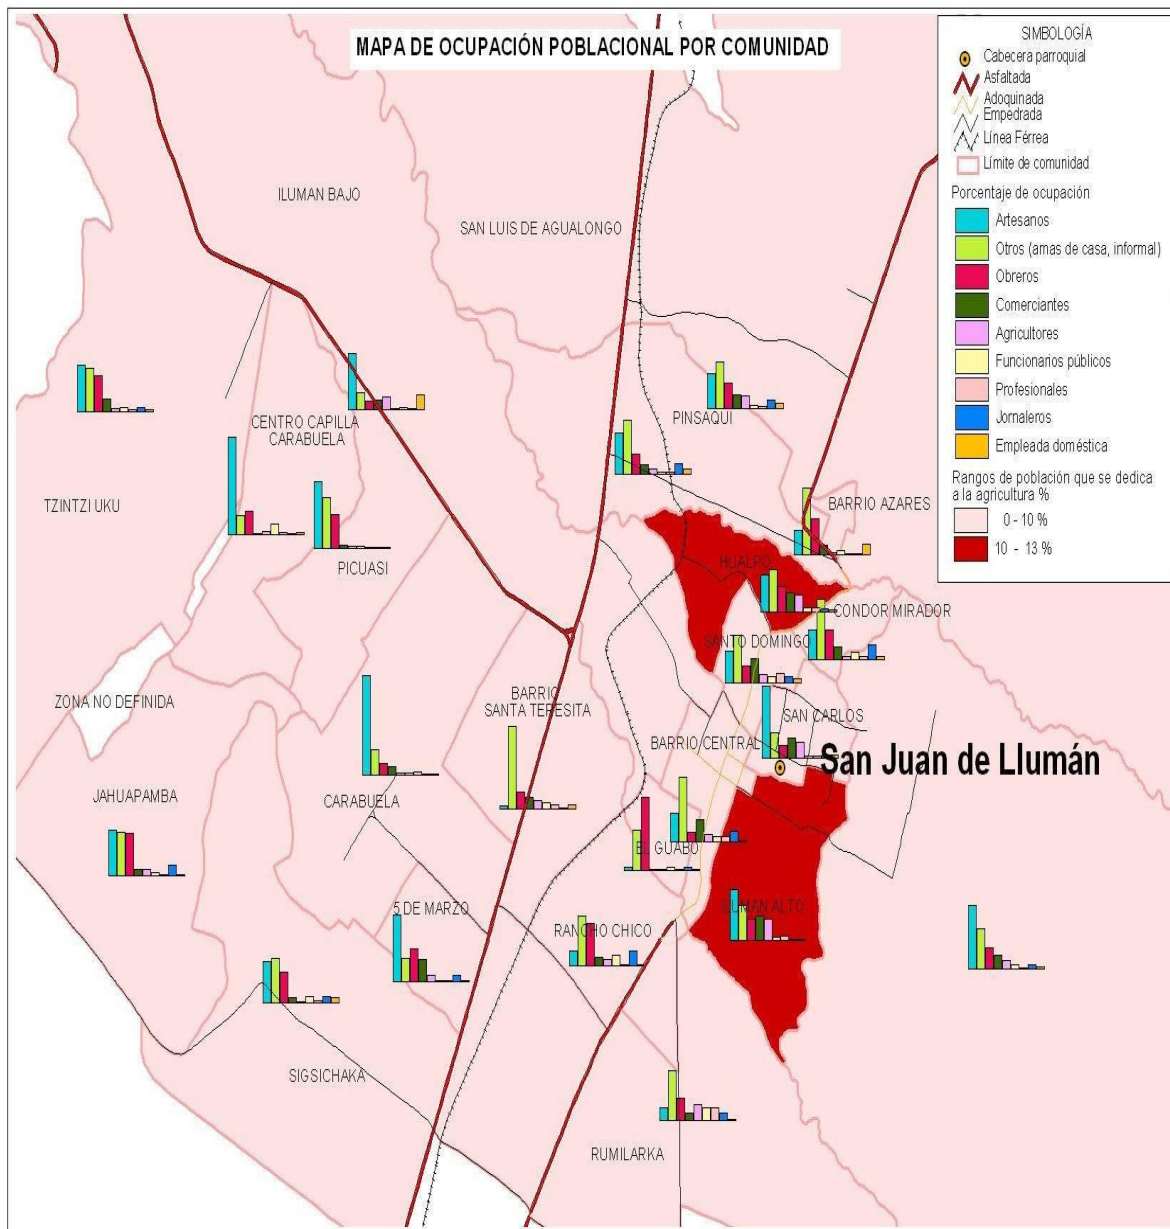 MAPA DE OCUPACIÓN POBLACIONAL POR COMUNIDAD
SIMBOLOGÍA
Cabecera parroquial
Asfaltada
Adoquinada
Empedrada
Línea Férrea
Límite de comunidad
Porcentaje de ocupación
Artesanos
Otros (amas de casa, informal)
Obreros
Comerciantes
Agricultores
Funcionarios públicos
Profesionales
Jornaleros
Empleada doméstica
Rangos de población que se dedica
a la agricultura %
0 - 10 %
10 - 13 %
ILUMAN BAJO
SAN LUIS DE AGUALONGO
CENTRO CAPILLA
CARABUELA
PINSAQUI
TZINTZI UKU
BARRIO AZARES
PICUASI
HUALPO
CONDOR MIRADOR
SANTO DOMINGO
ZONA NO DEFINIDA
BARRIO
SANTA TERESITA
SAN CARLOS
BARRIO CENTRAL
San Juan de Llumán
JAHUAPAMBA
CARABUELA
EL GUABO
5 DE MARZO
ILUMAN ALTO
RANCHO CHICO
SIGSICHAKA
RUMILARKA